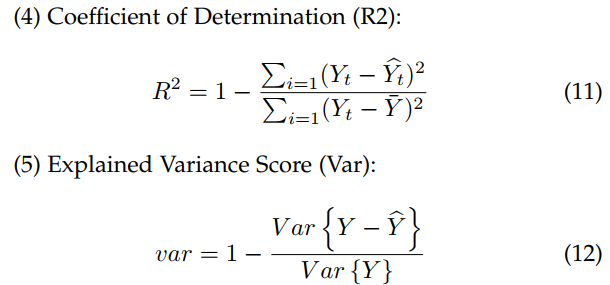 (4) Coefficient of Determination (R2):
R² = 1 − \frac{\sum_{i=1}(Y_t − \widehat{Y}_t)²}{\sum_{i=1}(Y_t − \bar{Y})²} (11)
(5) Explained Variance Score (Var):
var = 1 − \frac{Var\{Y − \widehat{Y}\}}{Var\{Y\}} (12)